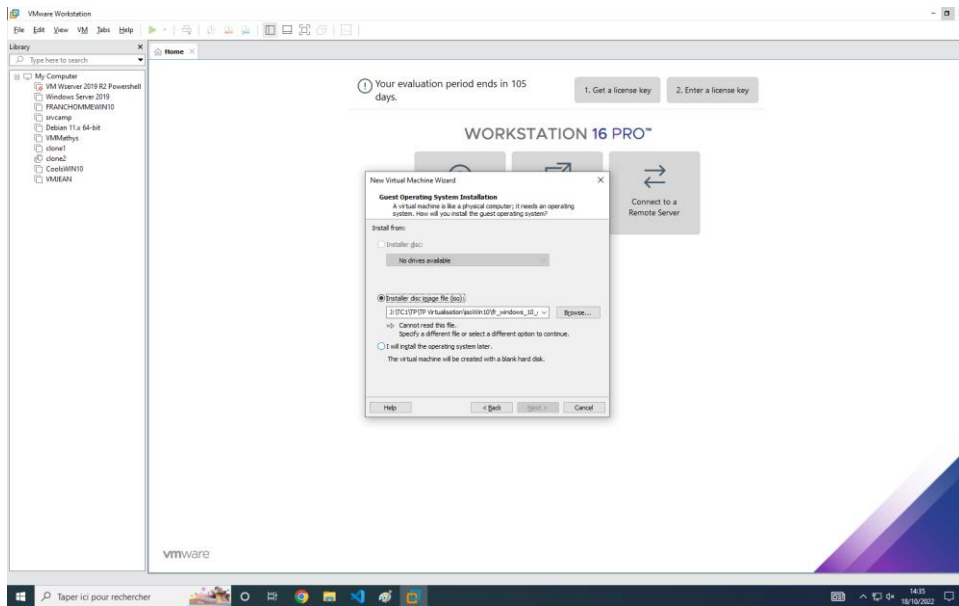 VMware Workstation
File Edit View VM Tabs Help
Library
Type here to search
Home
My Computer
VM Wserver 2019 R2 Powershell
Windows Server 2019
FRANCHOMMEWIN10
srvcamp
Debian 11.x 64-bit
VMMathys
clone1
clone2
CoolsWIN10
VMJEAN
Your evaluation period ends in 105
days.
1. Get a license key
2. Enter a license key
WORKSTATION 16 PRO™
Connect to a
Remote Server
New Virtual Machine Wizard
Guest Operating System Installation
A virtual machine is like a physical computer; it needs an operating
system. How will you install the guest operating system?
Install from:
Installer disc:
No drives available
Installer disc image file (iso):
J:\TC1\TP\TP Virtualisation\iso\Win10\fr_windows_10_
Browse...
Cannot read this file.
Specify a different file or select a different option to continue.
I will install the operating system later.
The virtual machine will be created with a blank hard disk.
Help
< Back
Next >
Cancel
vmware
Taper ici pour rechercher
14:35
18/10/2022